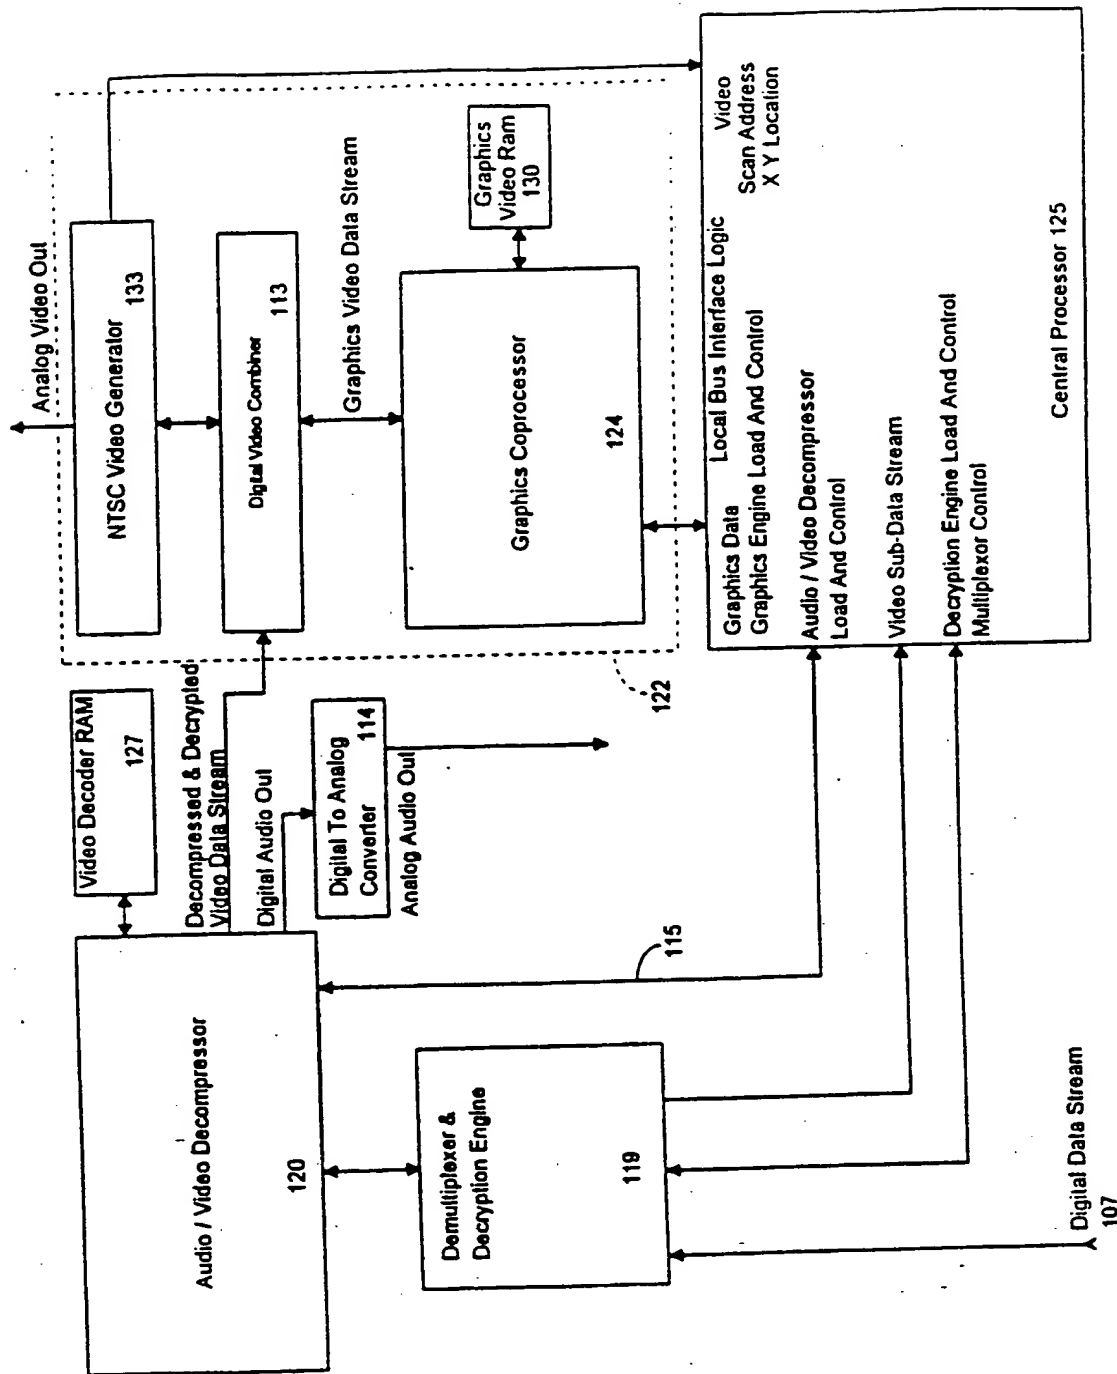 Audio / Video Decompressor
120
Video Decoder RAM
127
Decompressed & Decrypted
Video Data Stream
Digital Audio Out
Digital To Analog
Converter
114
Analog Audio Out
Analog Video Out
NTSC Video Generator
133
Digital Video Combiner
113
Graphics Video Data Stream
Graphics Coprocessor
124
Graphics
Video Ram
130
122
115
Demultiplexer &
Decryption Engine
119
Digital Data Stream
107
Graphics Data
Graphics Engine Load And Control
Local Bus Interface Logic
Video
Scan Address
X Y Location
Audio / Video Decompressor
Load And Control
Video Sub-Data Stream
Decryption Engine Load And Control
Multiplexor Control
Central Processor 125